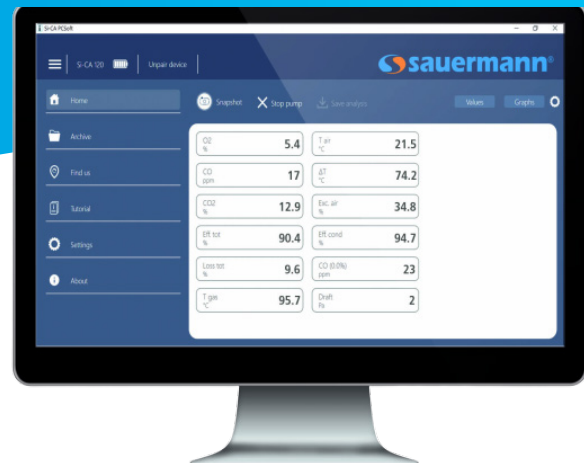 Si-CA PCSoft
Si-CA 120 Unpair device
sauermann®
Home
Archive
Find us
Tutorial
Settings
About
Snapshot Stop pump Save analysis Values Graphs
O2 % 5.4 T air °C 21.5
CO ppm 17 ΔT °C 74.2
CO2 % 12.9 Exc. air % 34.8
Eff. tot % 90.4 Eff. cond % 94.7
Loss tot % 9.6 CO (0.0%) ppm 23
T gas °C 95.7 Draft Pa 2